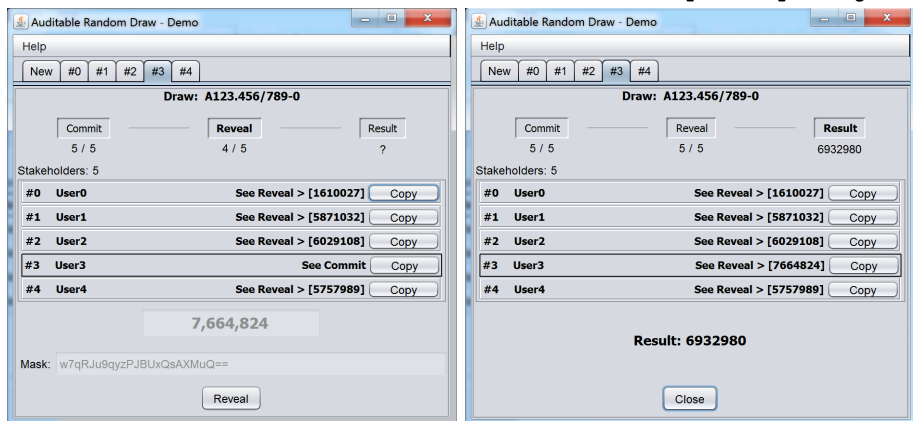 Auditable Random Draw - Demo
Help
New #0 #1 #2 #3 #4
Draw: A123.456/789-0
Commit Reveal Result
5 / 5 4 / 5 ?
Stakeholders: 5
#0 User0 See Reveal > [1610027] Copy
#1 User1 See Reveal > [5871032] Copy
#2 User2 See Reveal > [6029108] Copy
#3 User3 See Commit Copy
#4 User4 See Reveal > [5757989] Copy
7,664,824
Mask: w7qRJu9qyzPJBUxQsAXMuQ==
Reveal
Auditable Random Draw - Demo
Help
New #0 #1 #2 #3 #4
Draw: A123.456/789-0
Commit Reveal Result
5 / 5 5 / 5 6932980
Stakeholders: 5
#0 User0 See Reveal > [1610027] Copy
#1 User1 See Reveal > [5871032] Copy
#2 User2 See Reveal > [6029108] Copy
#3 User3 See Reveal > [7664824] Copy
#4 User4 See Reveal > [5757989] Copy
Result: 6932980
Close